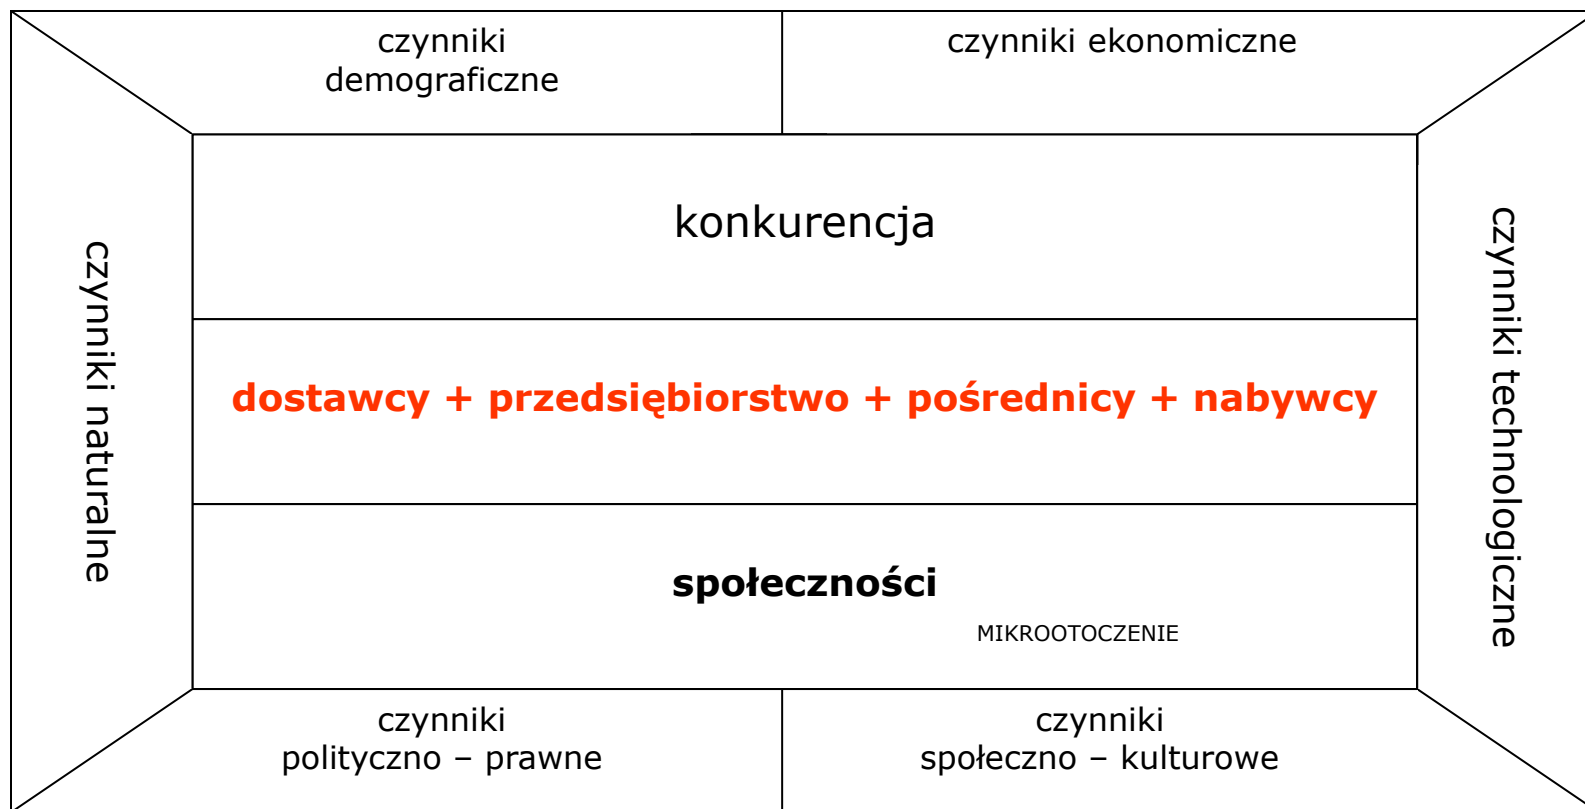 czynniki
demograficzne
czynniki ekonomiczne
czynniki naturalne
konkurencja
dostawcy + przedsiębiorstwo + pośrednicy + nabywcy
społeczności
MIKROOTOCZENIE
czynniki technologiczne
czynniki
polityczno – prawne
czynniki
społeczno – kulturowe